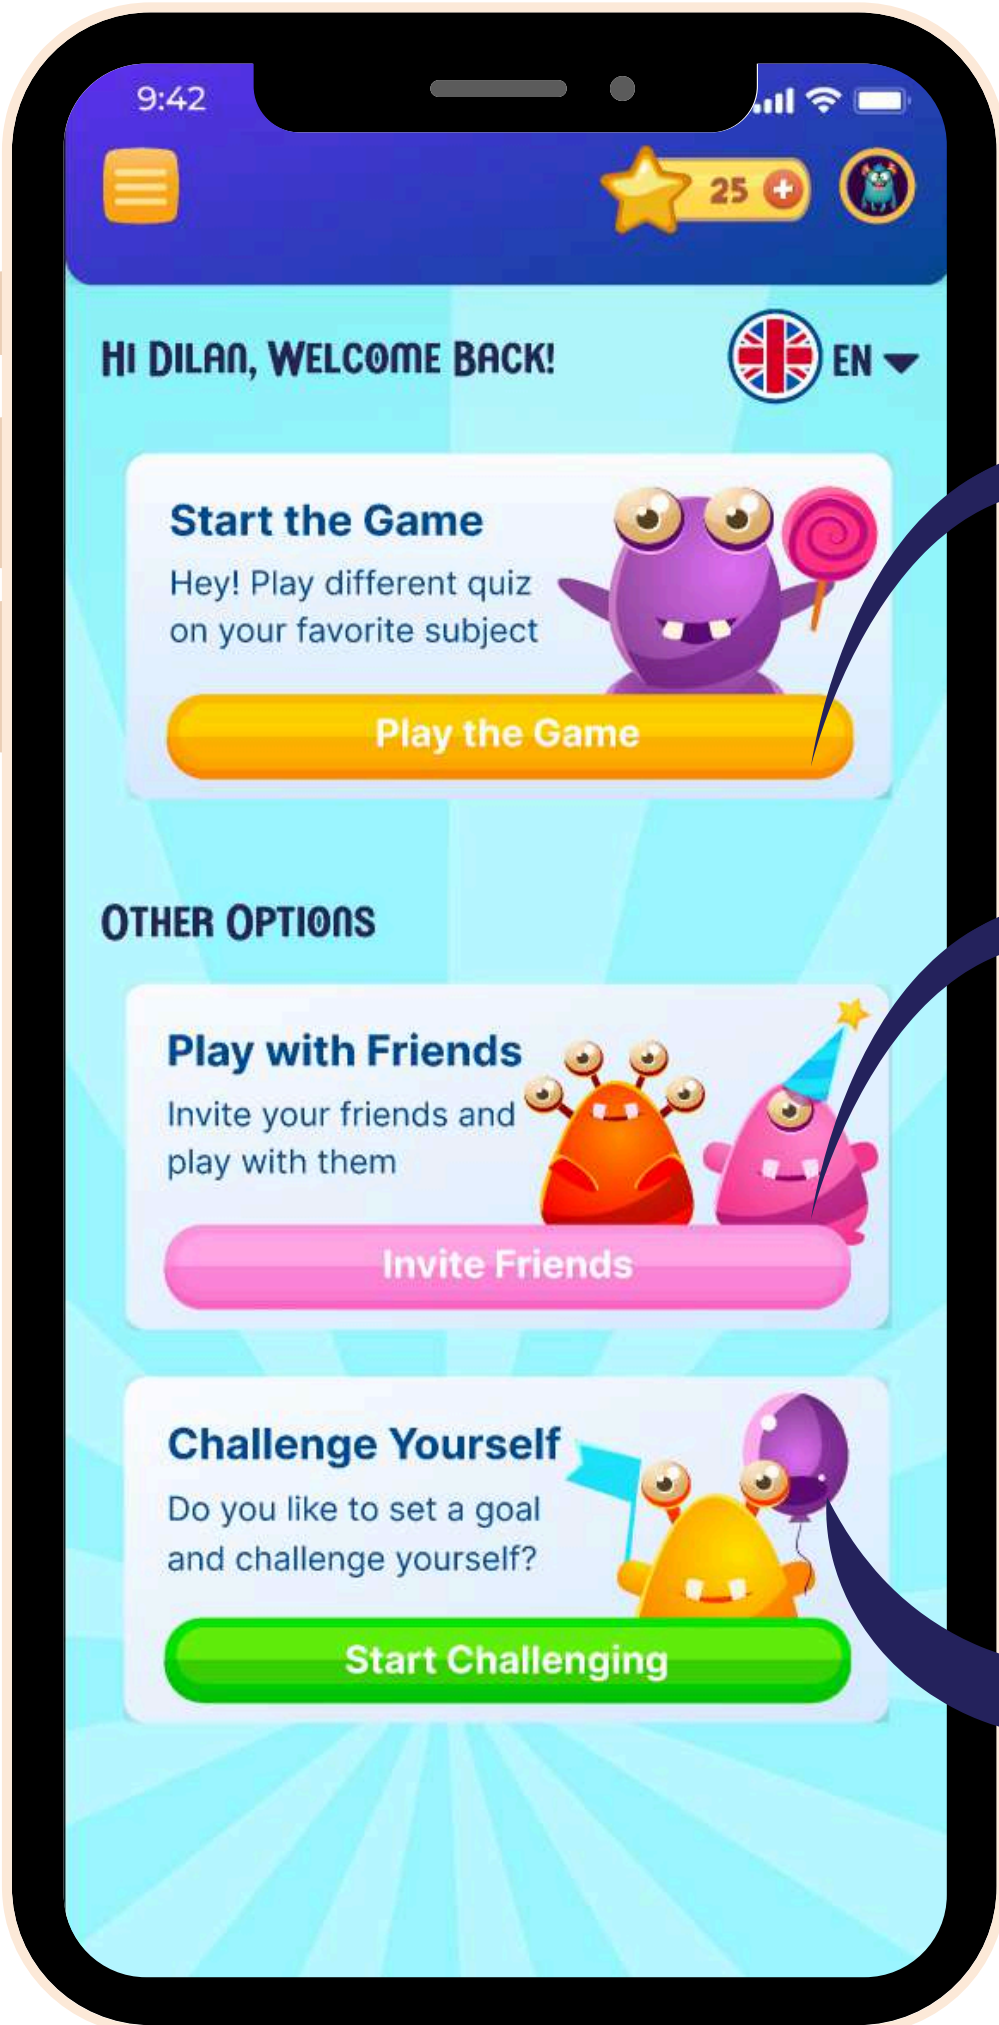 9:42
25
Hi Dilan, Welcome Back!
EN
Start the Game
Hey! Play different quiz
on your favorite subject
Play the Game
Other Options
Play with Friends
Invite your friends and
play with them
Invite Friends
Challenge Yourself
Do you like to set a goal
and challenge yourself?
Start Challenging